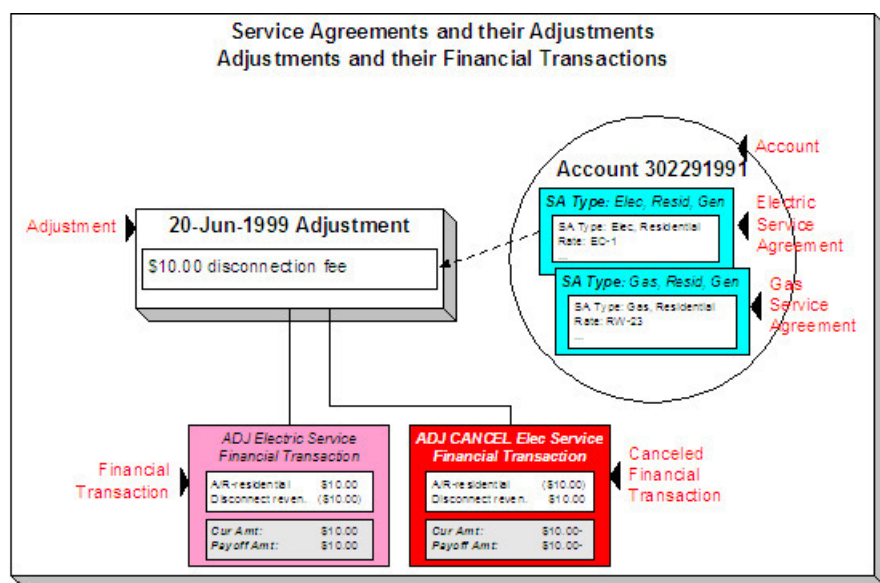 Service Agreements and their Adjustments
Adjustments and their Financial Transactions
Account
Account 302291991
Adjustment
20-Jun-1999 Adjustment
$10.00 disconnection fee
SA Type: Elec, Resid, Gen
SA Type: Elec, Residential
Rate: EC-1
...
Electric
Service
Agreement
SA Type: Gas, Resid, Gen
SA Type: Gas, Residential
Rate: RW-23
...
Gas
Service
Agreement
Financial
Transaction
ADJ Electric Service
Financial Transaction
A/R-residential $10.00
Disconnect reven. ($10.00)
Cur Amt: $10.00
Payoff Amt: $10.00
ADJ CANCEL Elec Service
Financial Transaction
A/R-residential ($10.00)
Disconnect reven. $10.00
Cur Amt: $10.00-
Payoff Amt: $10.00-
Canceled
Financial
Transaction